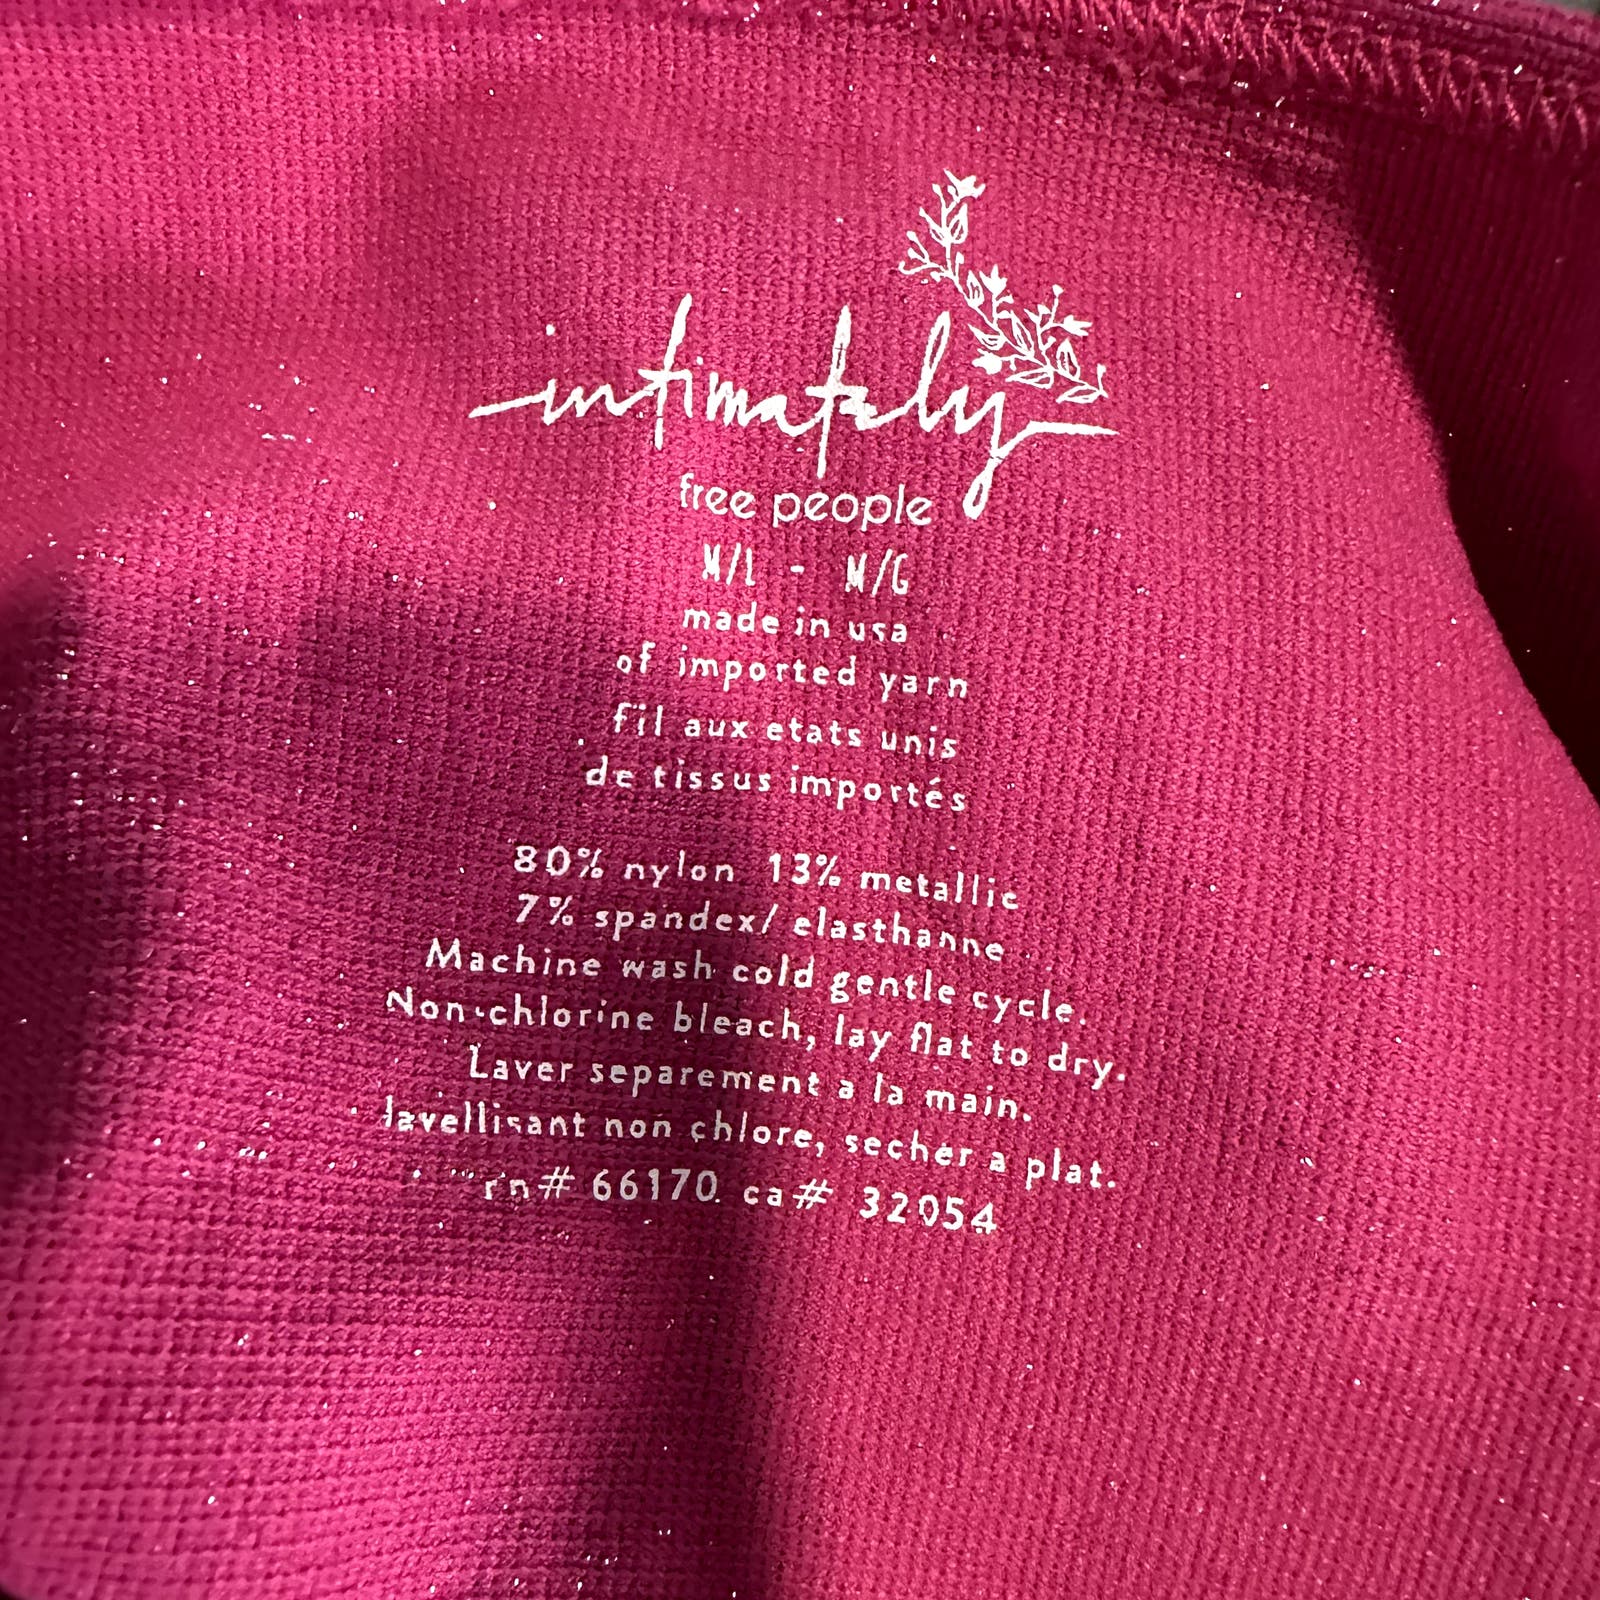 intimately
free people
M/L - M/G
made in usa
of imported yarn
fil aux etats unis
de tissus importés
80% nylon 13% metallic
7% spandex/ elasthanne
Machine wash cold gentle cycle.
Non-chlorine bleach, lay flat to dry.
Laver separement a la main.
Javellisant non chlore, secher a plat.
rn# 66170 ca# 32054